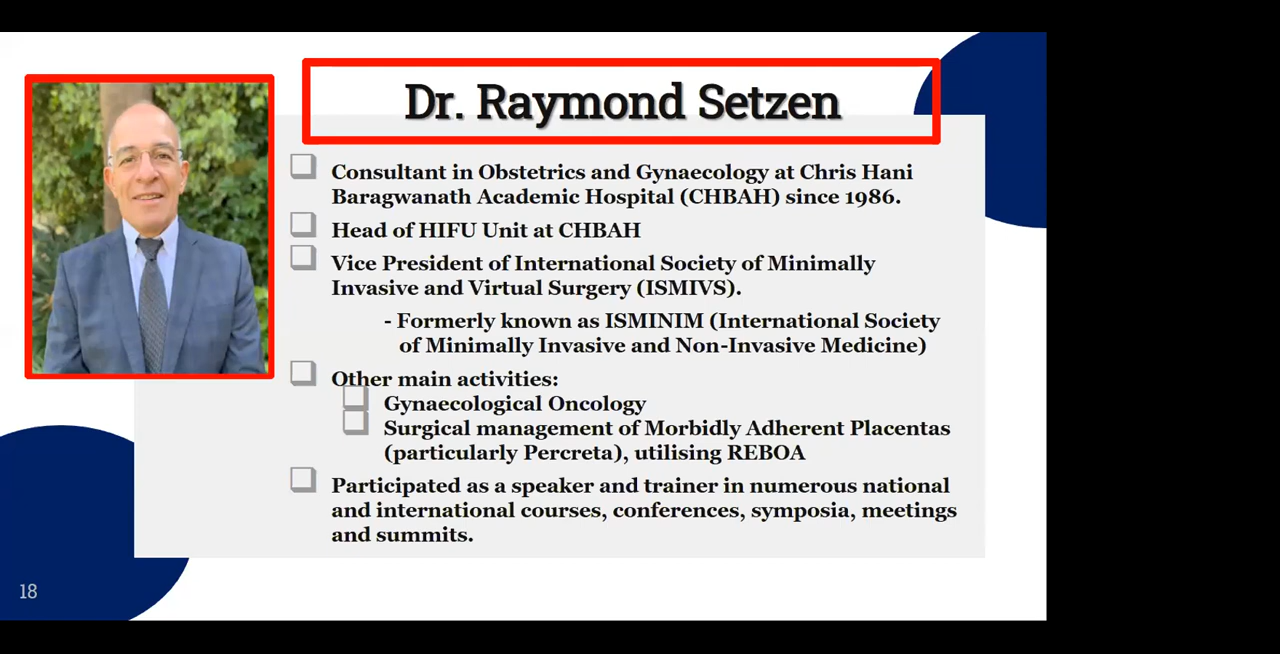 Dr. Raymond Setzen
Consultant in Obstetrics and Gynaecology at Chris Hani
Baragwanath Academic Hospital (CHBAH) since 1986.
Head of HIFU Unit at CHBAH
Vice President of International Society of Minimally
Invasive and Virtual Surgery (ISMIVS).
- Formerly known as ISMINIM (International Society
of Minimally Invasive and Non-Invasive Medicine)
Other main activities:
Gynaecological Oncology
Surgical management of Morbidly Adherent Placentas
(particularly Percreta), utilising REBOA
Participated as a speaker and trainer in numerous national
and international courses, conferences, symposia, meetings
and summits.
18